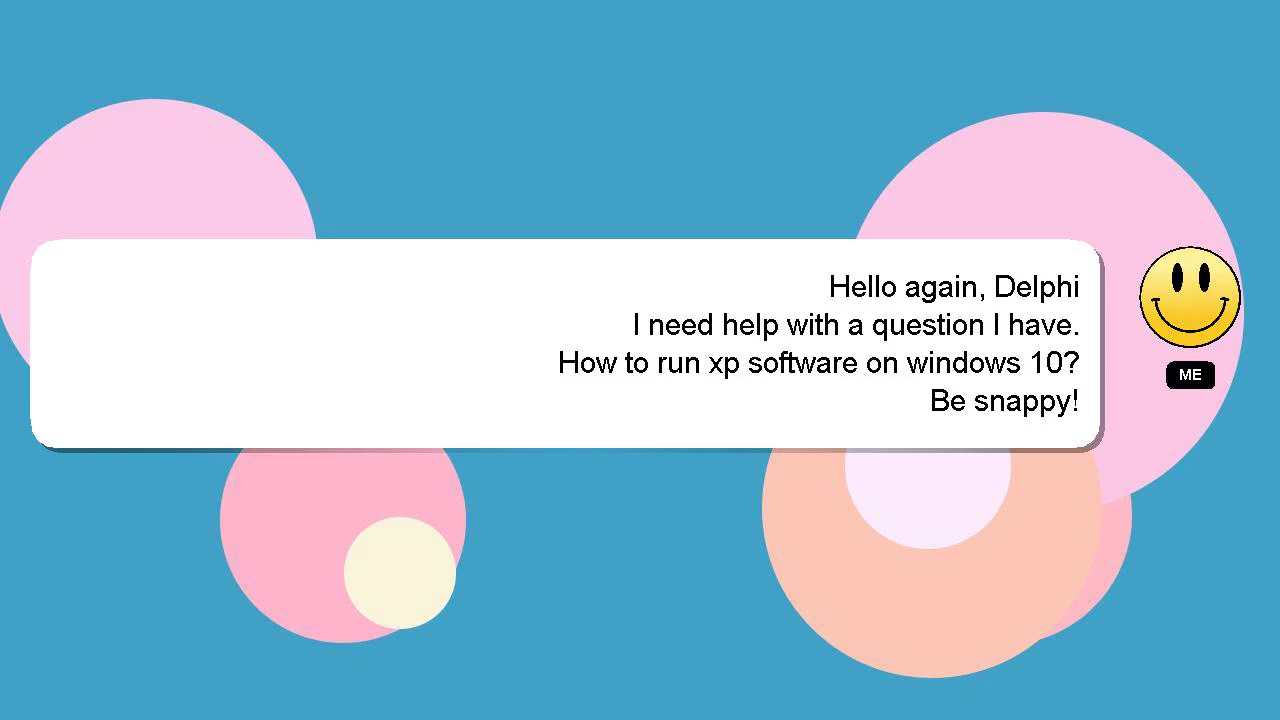 Hello again, Delphi
I need help with a question I have.
How to run xp software on windows 10?
Be snappy!
ME